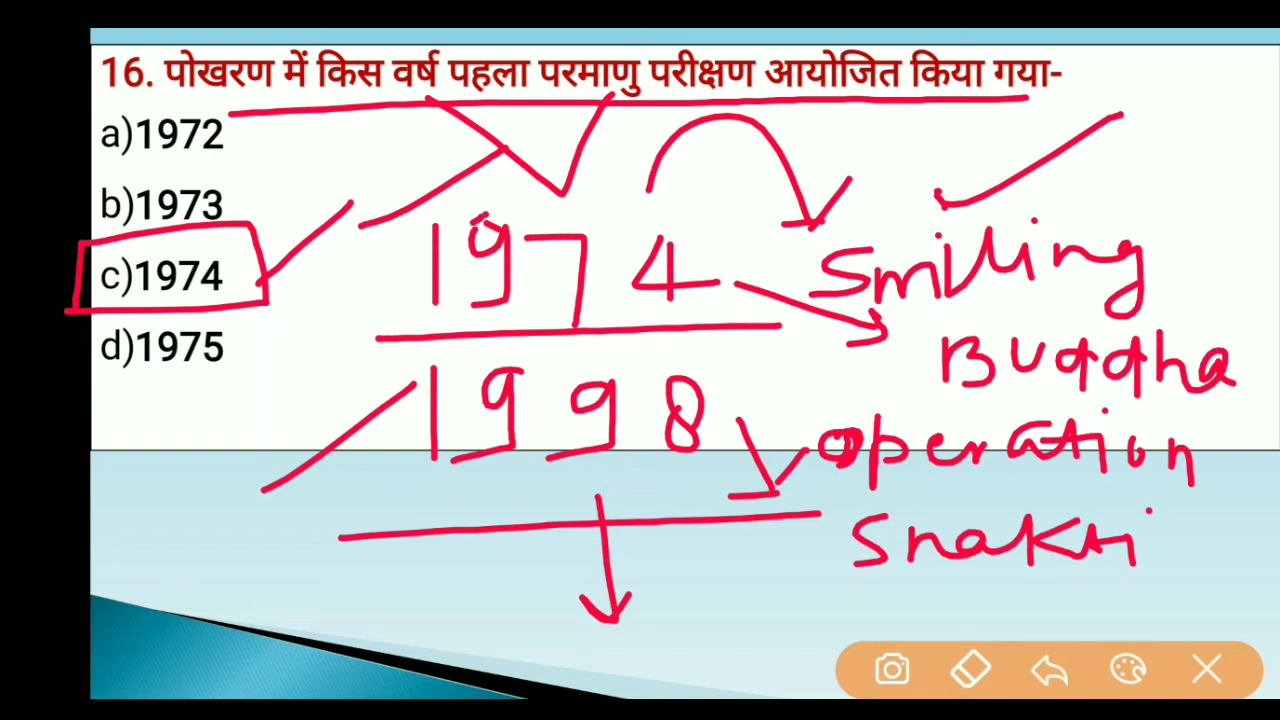 16. पोखरण में किस वर्ष पहला परमाणु परीक्षण आयोजित किया गया-
a)1972
b)1973
c)1974
d)1975
1974
Smiling
Buddha
1998
operation
Shakti